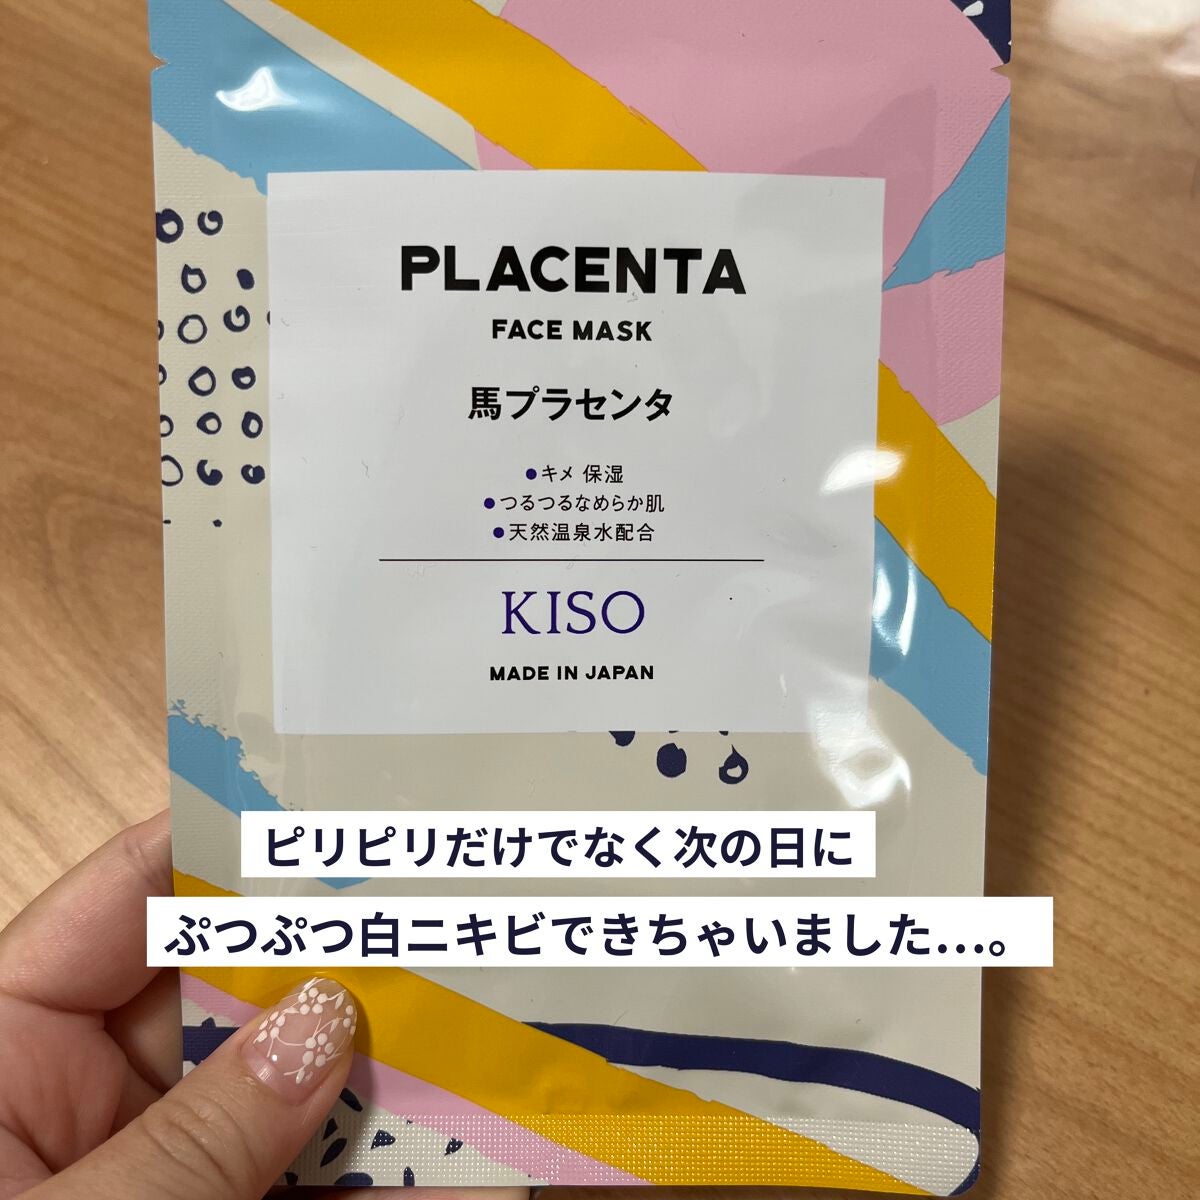 PLACENTA
FACE MASK
馬プラセンタ
●キメ 保湿
●つるつるなめらか肌
●天然温泉水配合
KISO
MADE IN JAPAN
ピリピリだけでなく次の日に
ぷつぷつ白ニキビできちゃいました…。